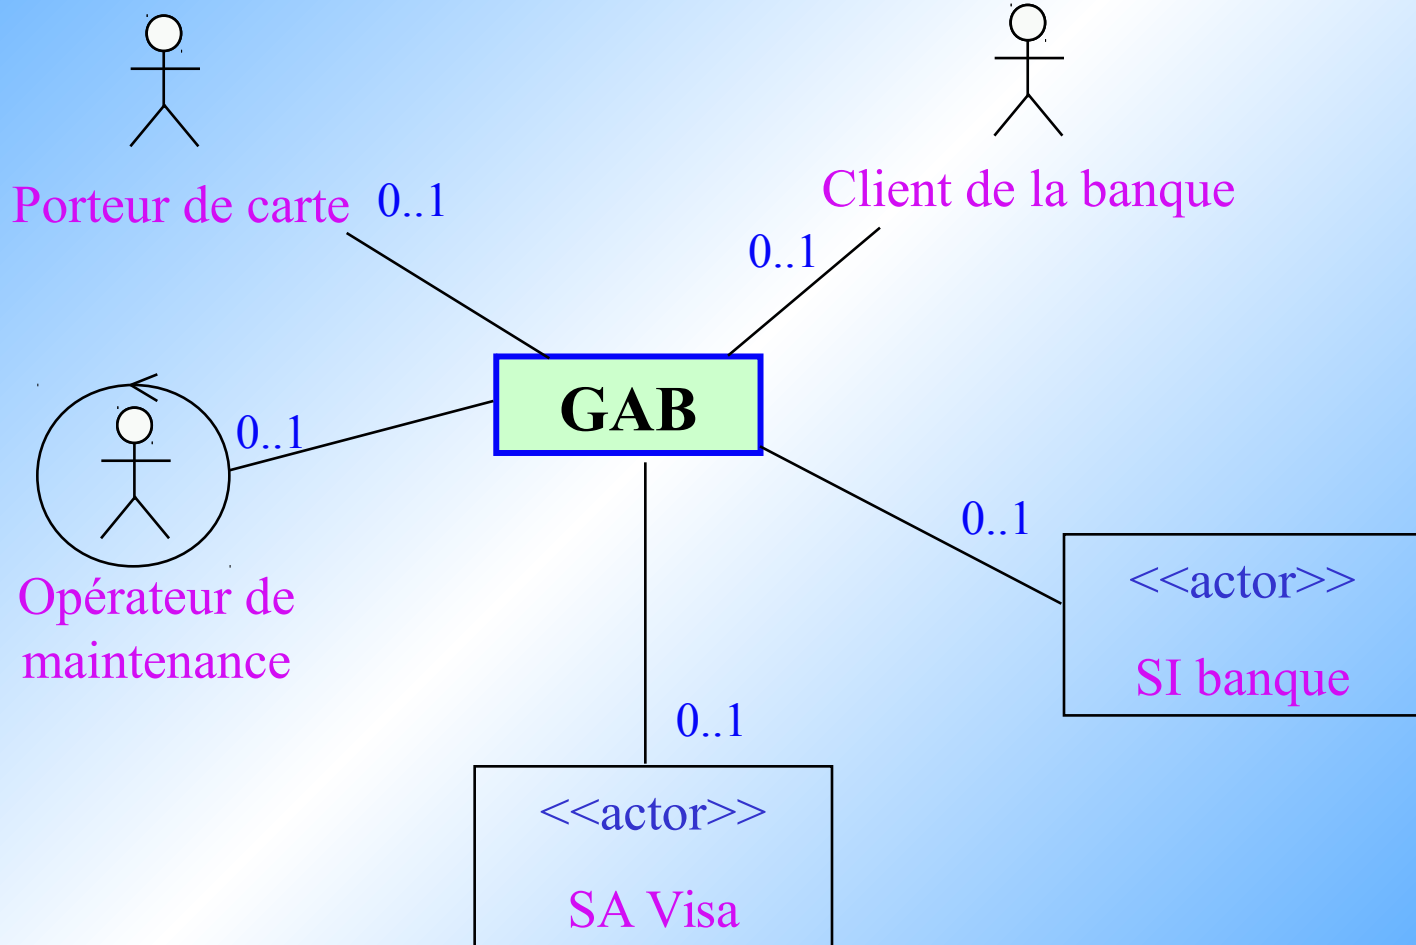 Porteur de carte
0..1
Client de la banque
0..1
GAB
0..1
Opérateur de
maintenance
0..1
<<actor>>
SI banque
0..1
<<actor>>
SA Visa